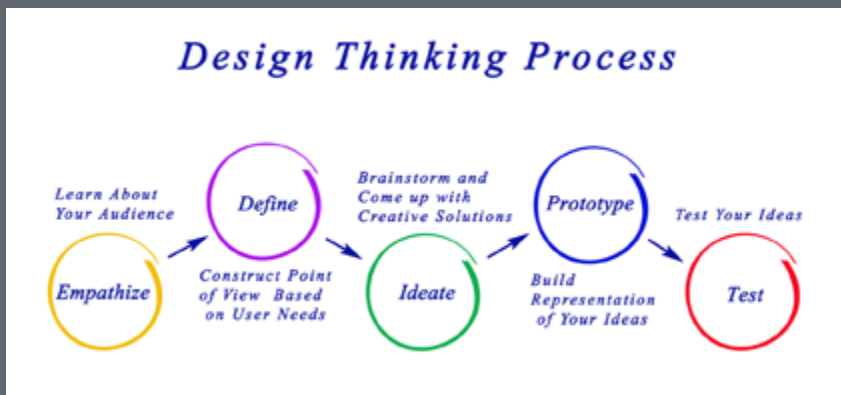 Design Thinking Process
Learn About
Your Audience
Empathize
Define
Construct Point
of View Based
on User Needs
Brainstorm and
Come up with
Creative Solutions
Ideate
Prototype
Build
Representation
of Your Ideas
Test Your Ideas
Test